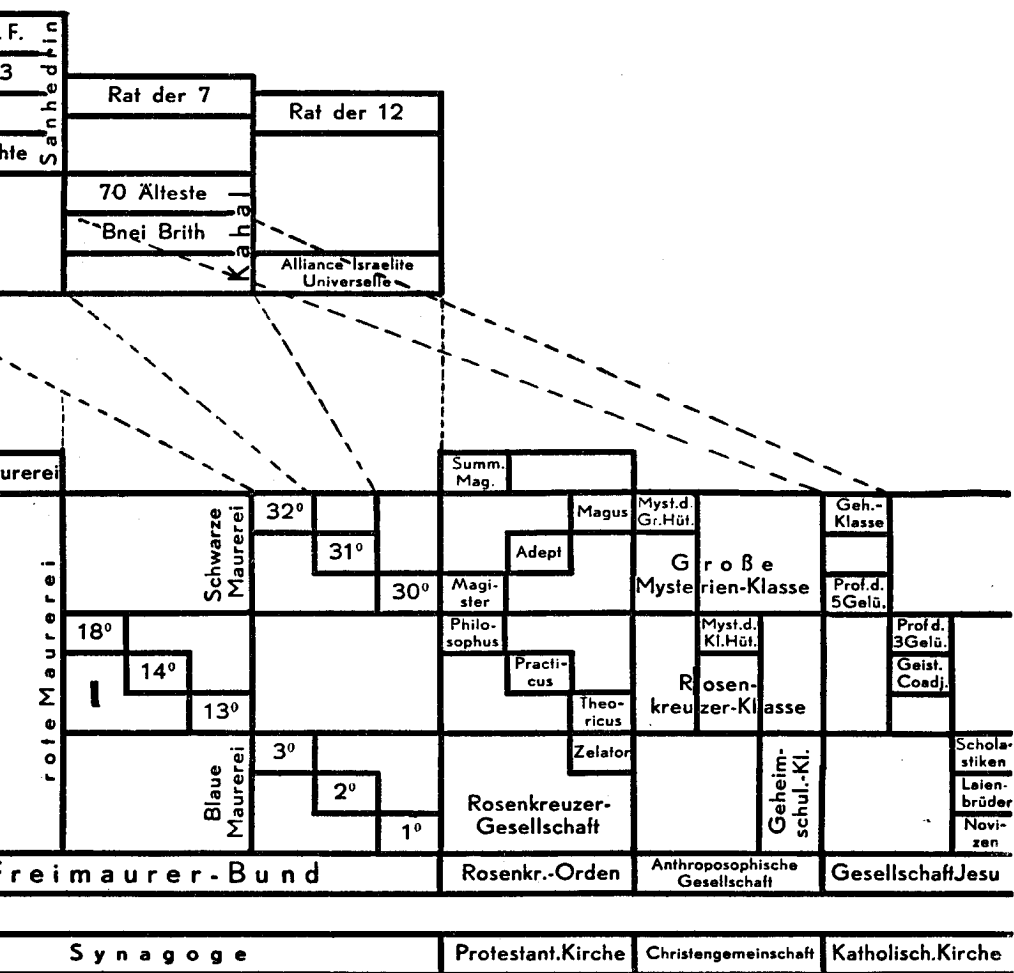 . F.
3
hte
Sanhedrin
Rat der 7
Rat der 12
70 Älteste
Bnei Brith
Kahal
Alliance Israelite
Universelle
urerei
Summ.
Mag.
rote Maurerei
Schwarze
Maurerei
32⁰
31⁰
30⁰
Magus
Adept
Magi-
ster
Myst.d.
Gr.Hüt.
Große
Mysterien-Klasse
Geh.-
Klasse
Prof.d.
5Gelü.
18⁰
14⁰
13⁰
I
Philo-
sophus
Practi-
cus
Theo-
ricus
Myst.d.
Kl.Hüt.
Rosen-
kreuzer-Klasse
Prof d.
3Gelü.
Geist.
Coadj.
Blaue
Maurerei
3⁰
2⁰
1⁰
Zelator
Rosenkreuzer-
Gesellschaft
Geheim-
schul.-Kl.
Schola-
stiken
Laien-
brüder
Novi-
zen
freimaurer-Bund
Rosenkr.-Orden
Anthroposophische
Gesellschaft
Gesellschaft Jesu
Synagoge
Protestant.Kirche
Christengemeinschaft
Katholisch.Kirche